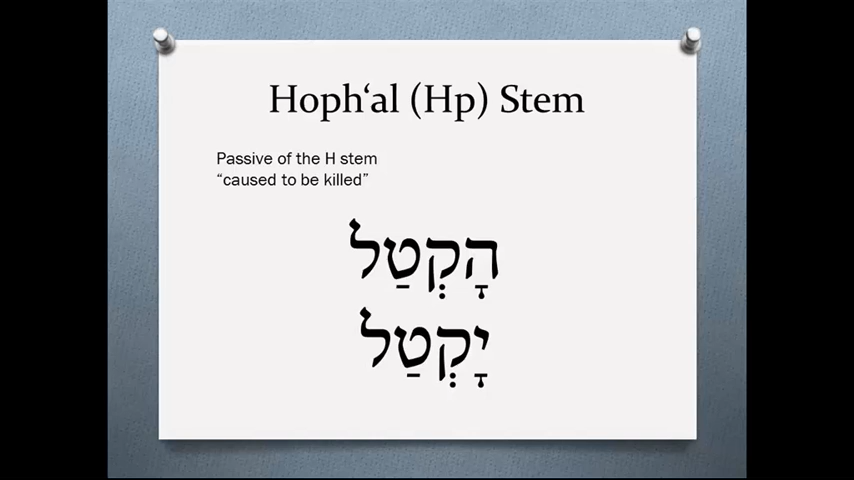 Hoph‘al (Hp) Stem
Passive of the H stem
“caused to be killed”
הָקְטַל
יָקְטַל